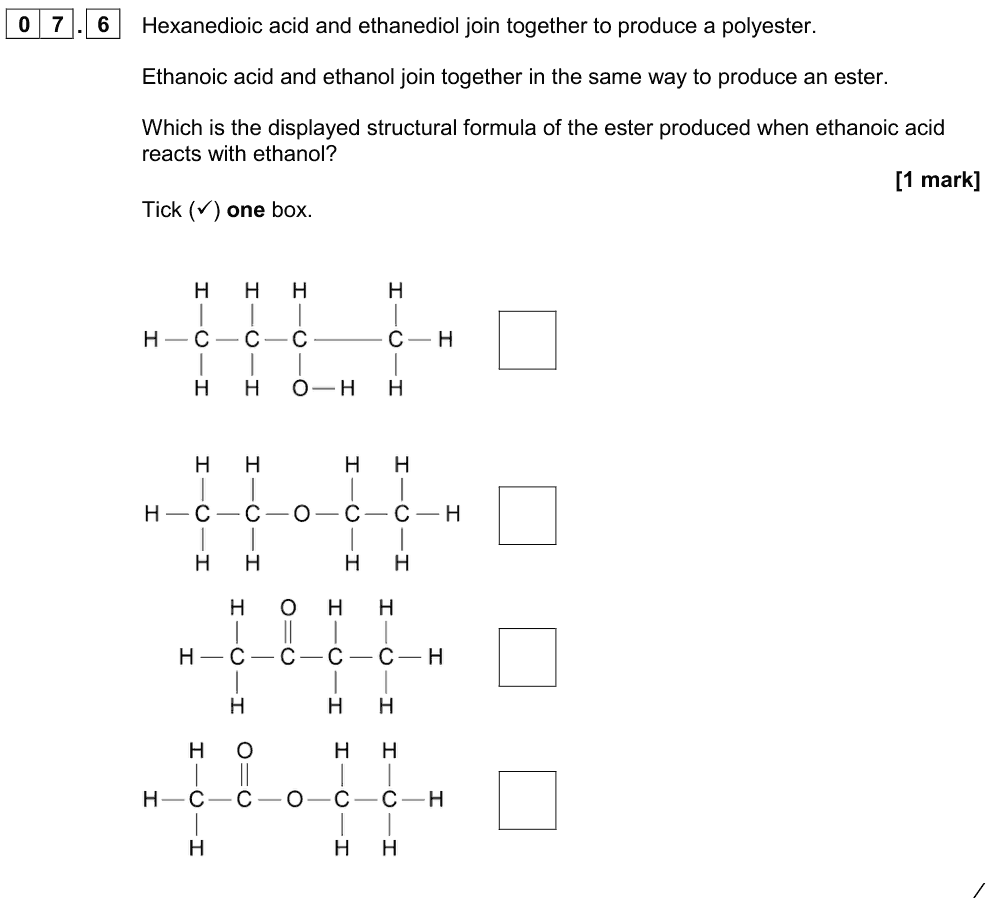 0 7 . 6 Hexanedioic acid and ethanediol join together to produce a polyester.
Ethanoic acid and ethanol join together in the same way to produce an ester.
Which is the displayed structural formula of the ester produced when ethanoic acid
reacts with ethanol?
[1 mark]
Tick (✓) one box.
H H H H
H — C — C — C — C — H
H H O — H H
H H H H
H — C — C — O — C — C — H
H H H H
H O H H
H — C — C — C — C — H
H H H
H O H H
H — C — C — O — C — C — H
H H H